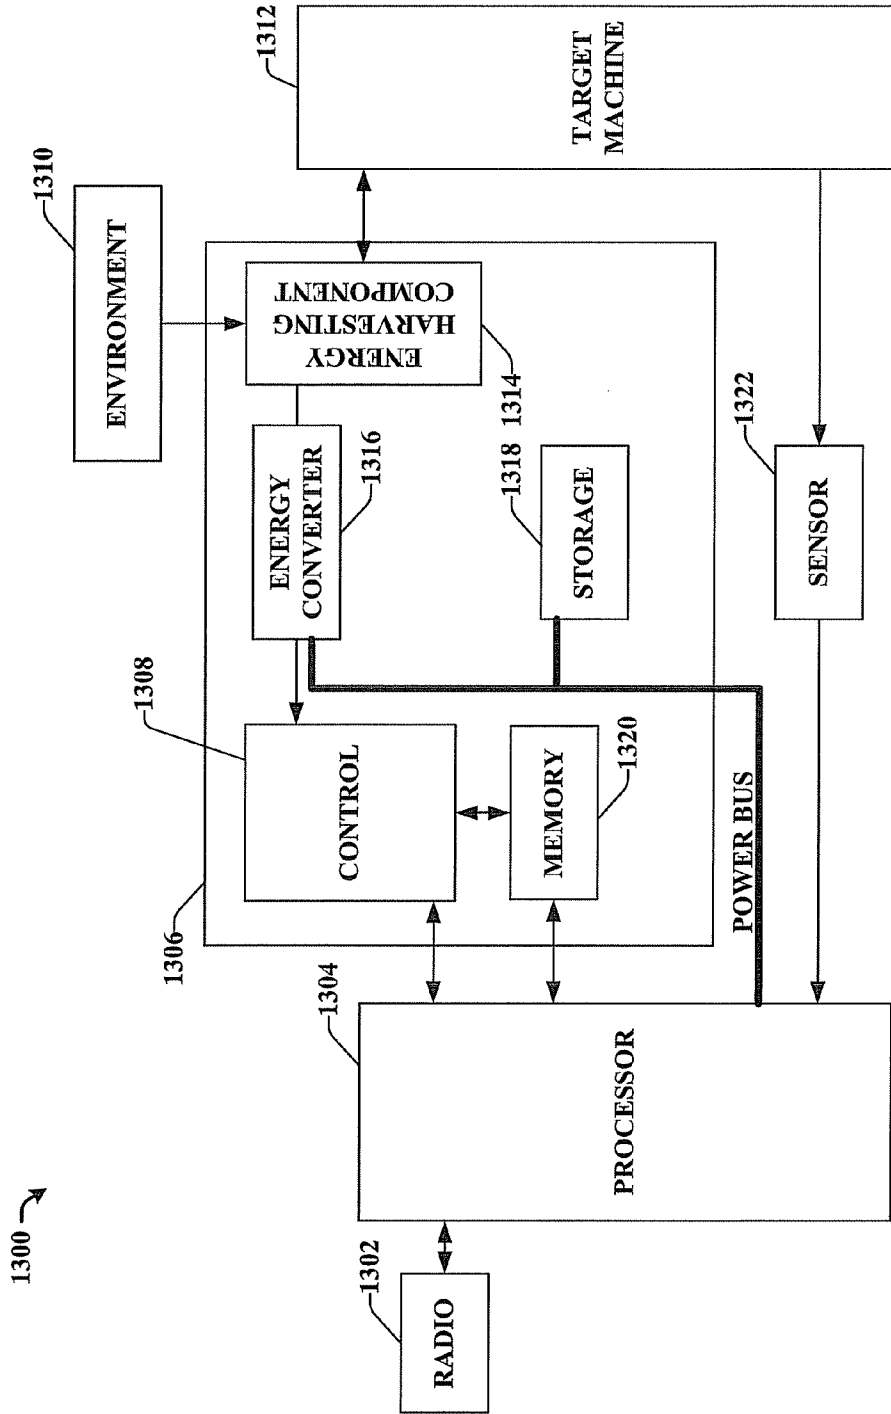 1300
1302
RADIO
1304
PROCESSOR
1306
1308
CONTROL
MEMORY
1320
POWER BUS
1310
ENVIRONMENT
ENERGY
CONVERTER
1316
ENERGY
HARVESTING
COMPONENT
1314
1318
STORAGE
1322
SENSOR
1312
TARGET
MACHINE